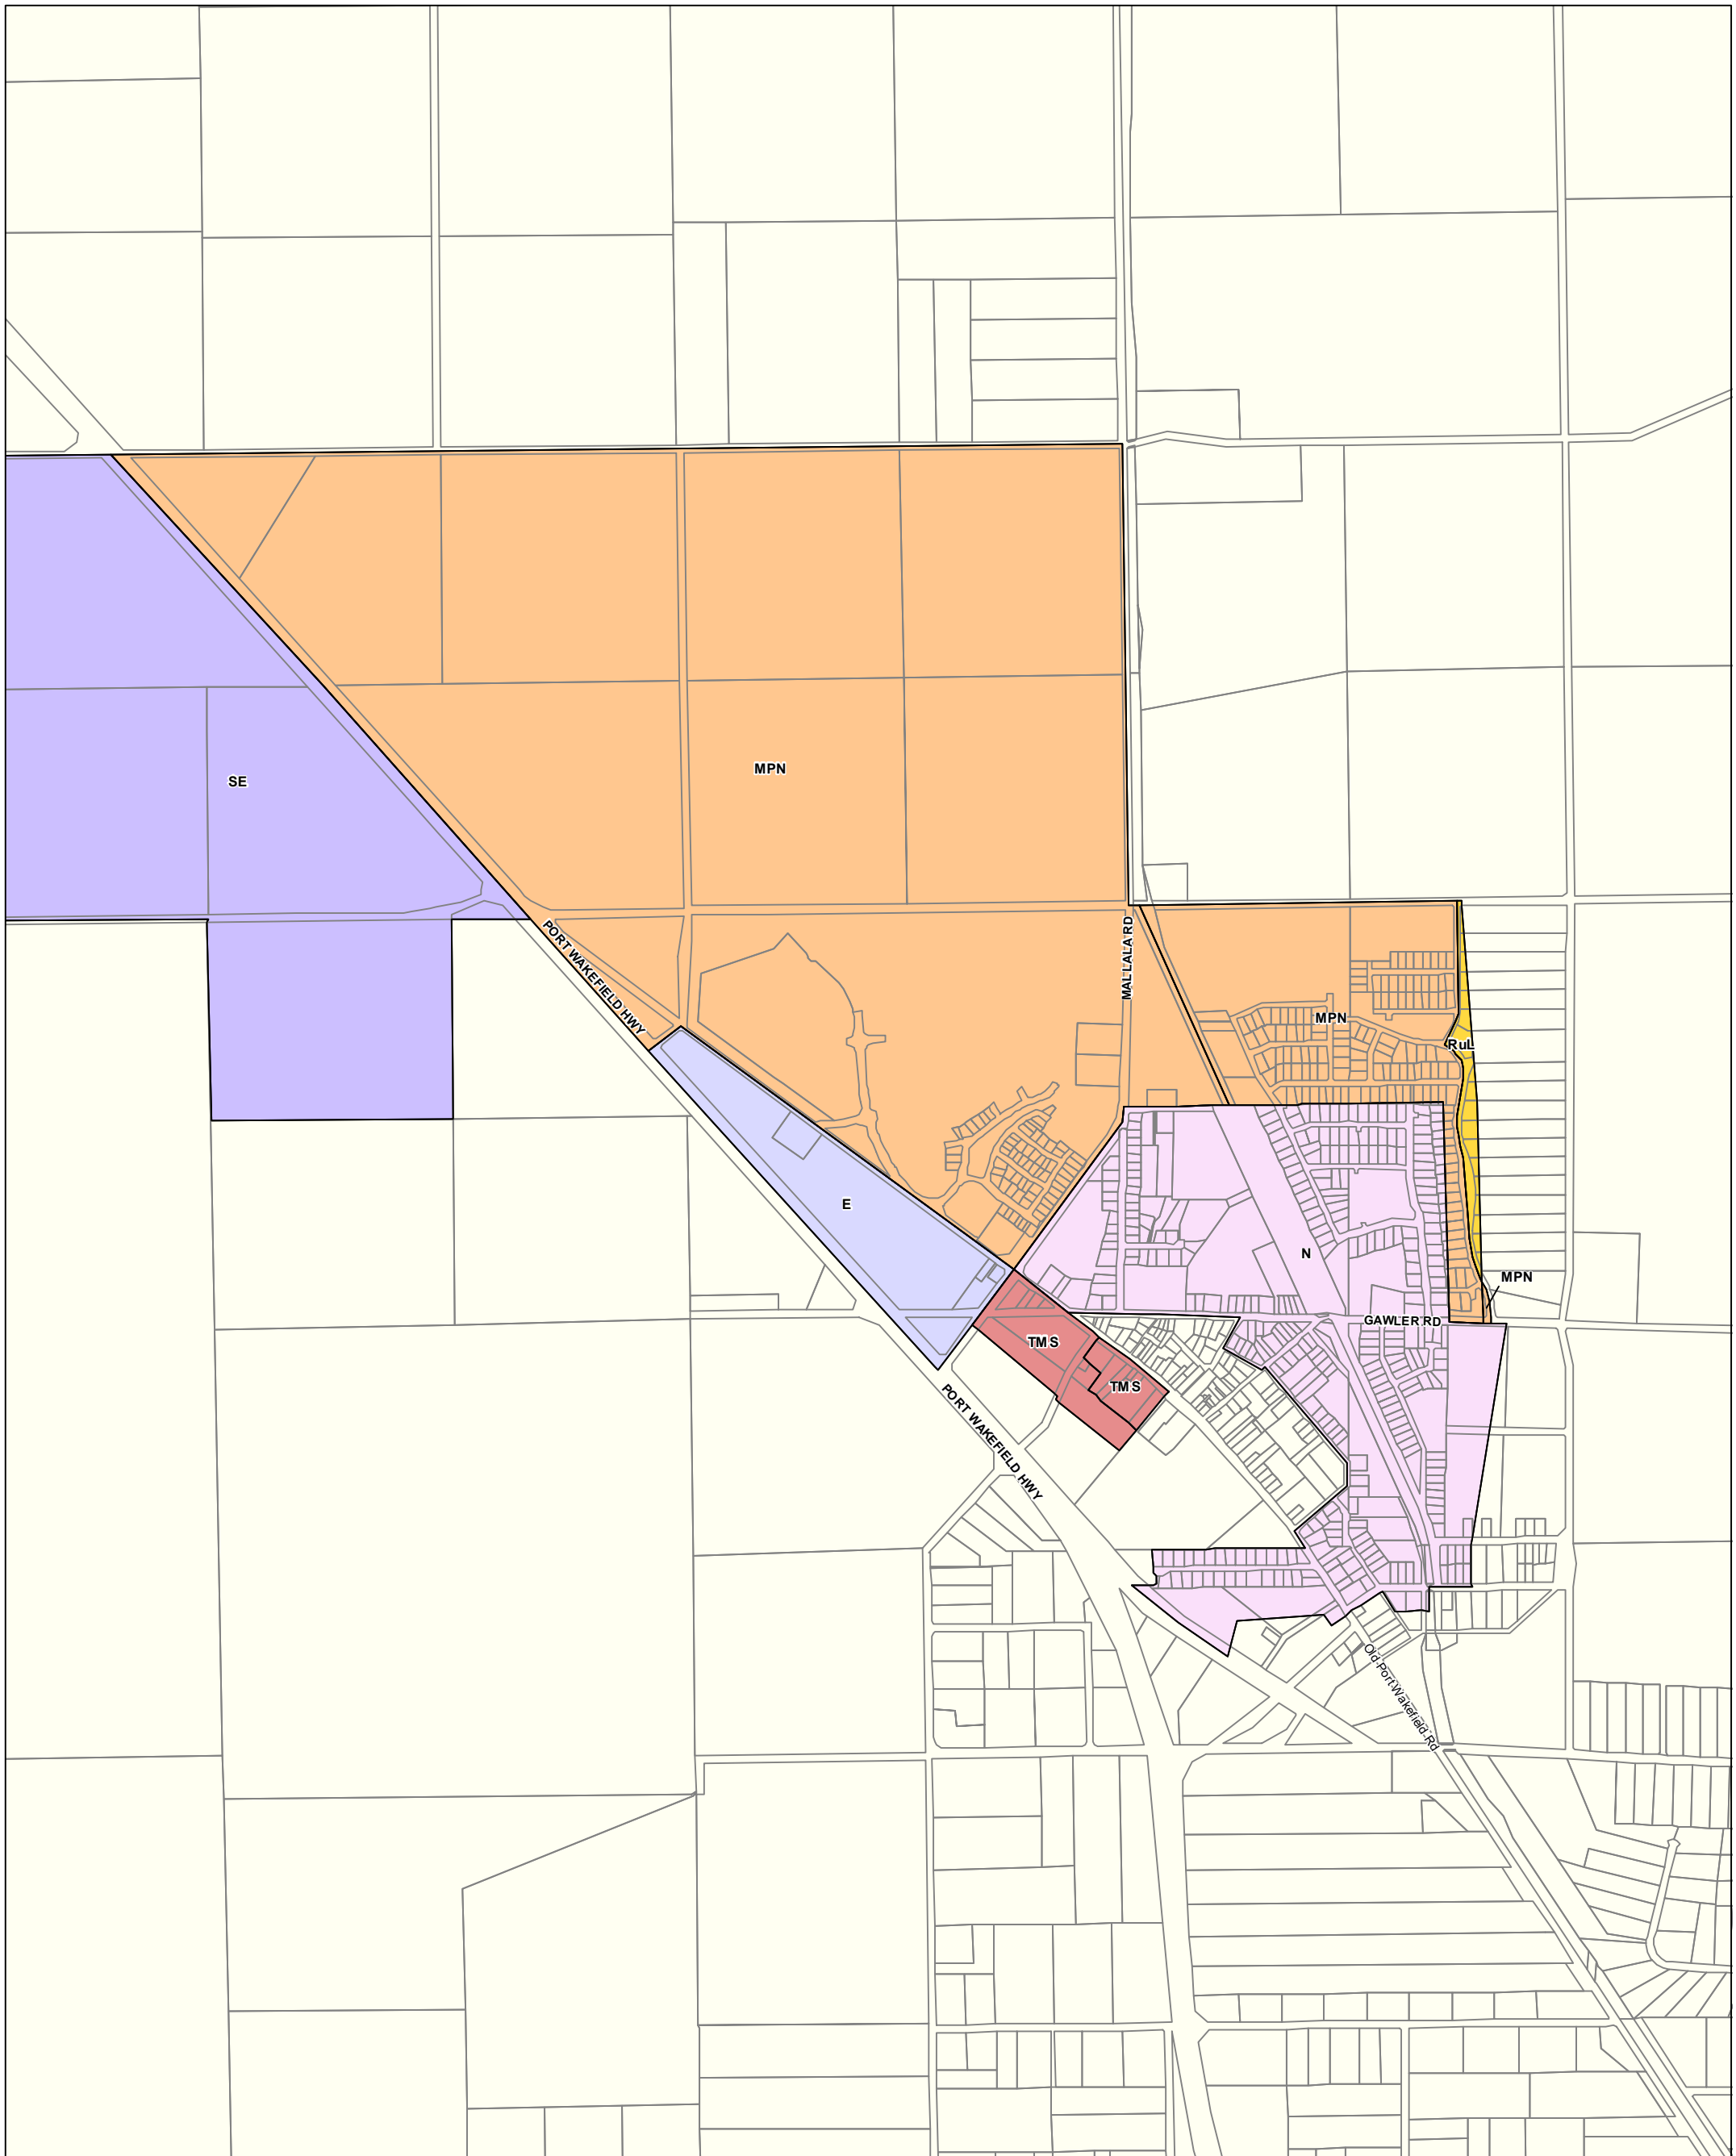 MPN
SE
MALLALA RD
PORT WAKEFIELD HWY
MPN
RuL
E
N
MPN
GAWLER RD
TMS
TMS
PORT WAKEFIELD HWY
Old Port Wakefield Rd